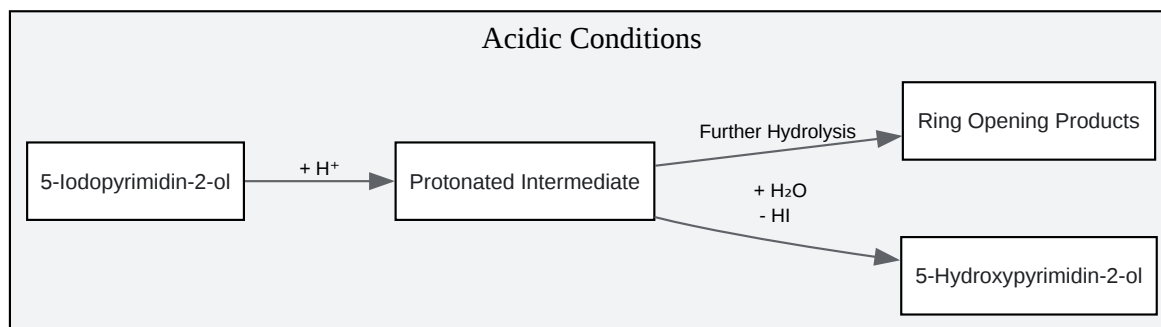 Acidic Conditions
5-Iodopyrimidin-2-ol
+ H⁺
Protonated Intermediate
Further Hydrolysis
Ring Opening Products
+ H₂O
- HI
5-Hydroxypyrimidin-2-ol